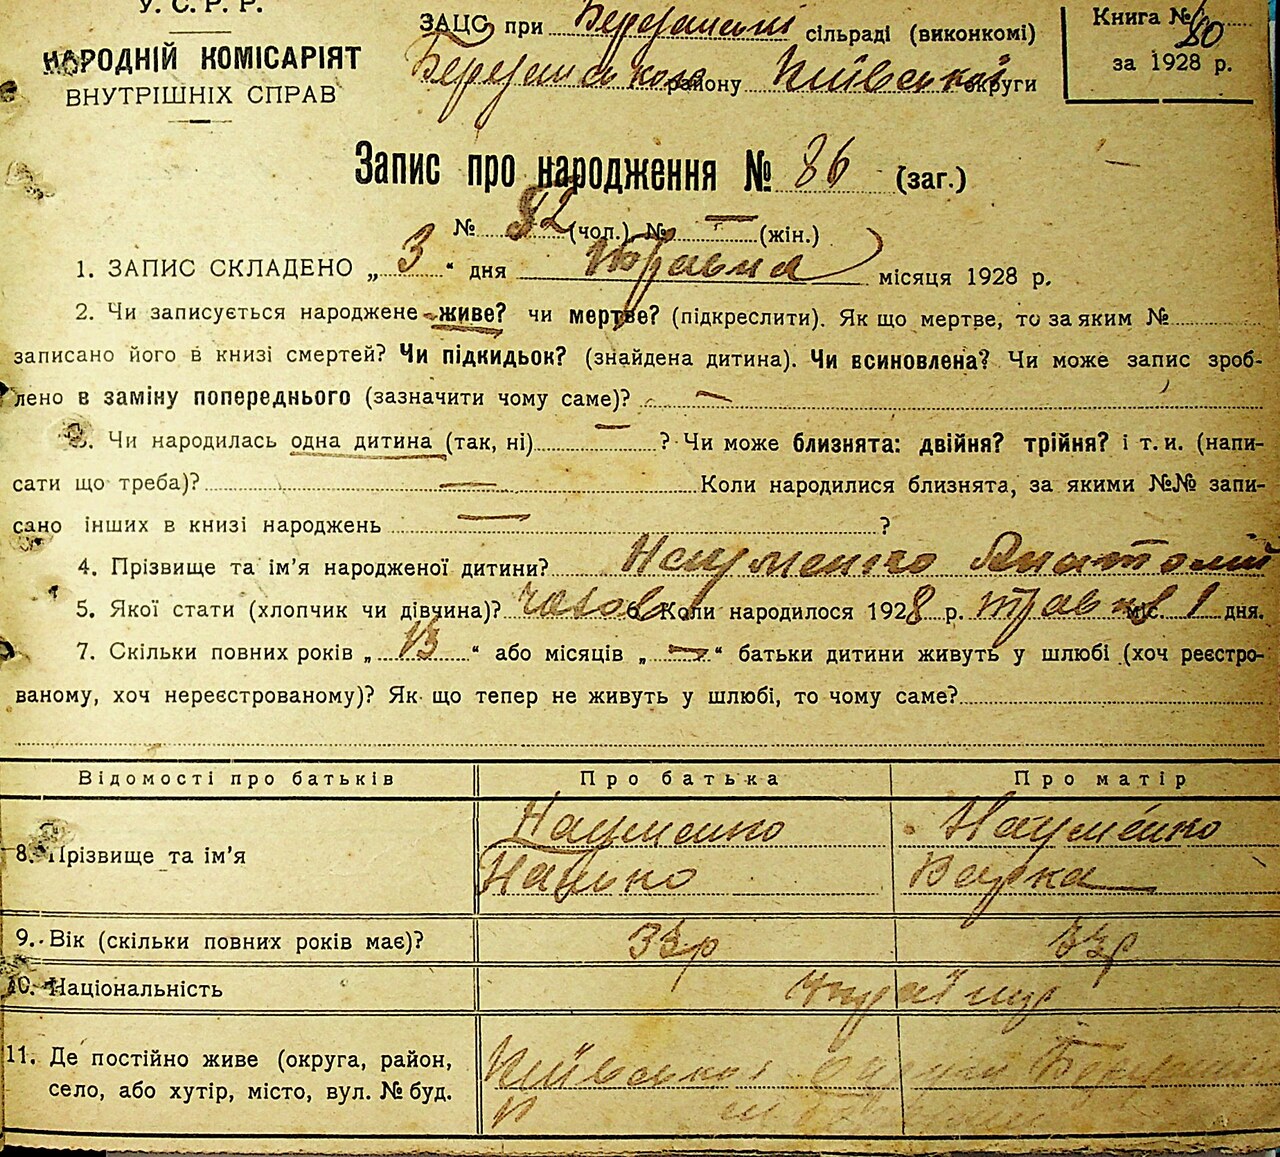 У. С. Р. Р.
НАРОДНІЙ КОМІСАРІЯТ
ВНУТРІШНІХ СПРАВ
ЗАЦС при Березанські сільраді (виконкомі)
Березанського району Київської округи
Книга №
за 1928 р.
Запис про народження № 86 (заг.)
№ 52 (чол.), № — (жін.)
1. ЗАПИС СКЛАДЕНО „ 3 “ дня травня місяця 1928 р.
2. Чи записується народжене живе? чи мертве? (підкреслити). Як що мертве, то за яким №
записано його в книзі смертей? Чи підкидьок? (знайдена дитина). Чи всиновлена? Чи може запис зроб-
лено в заміну попереднього (зазначити чому саме)? —
3. Чи народилась одна дитина (так, ні) — ? Чи може близнята: двійня? трійня? і т. и. (напи-
сати що треба)? — Коли народилися близнята, за якими №№ запи-
сано інших в книзі народжень — ?
4. Прізвище та ім’я народженої дитини? Науменко Анатолій
5. Якої стати (хлопчик чи дівчина)? 6. Коли народилося 1928 р. травня міс. 1 дня.
7. Скільки повних років „ 13 “ або місяців „ — “ батьки дитини живуть у шлюбі (хоч реєстро-
ваному, хоч нереєстрованому)? Як що тепер не живуть у шлюбі, то чому саме?
Відомості про батьків Про батька Про матір
8. Прізвище та ім’я Науменко Науменко
Варка
9. Вік (скільки повних років має)? 33р 33р
10. Національність українці
11. Де постійно живе (округа, район, Київська округа
село, або хутір, місто, вул. № буд.